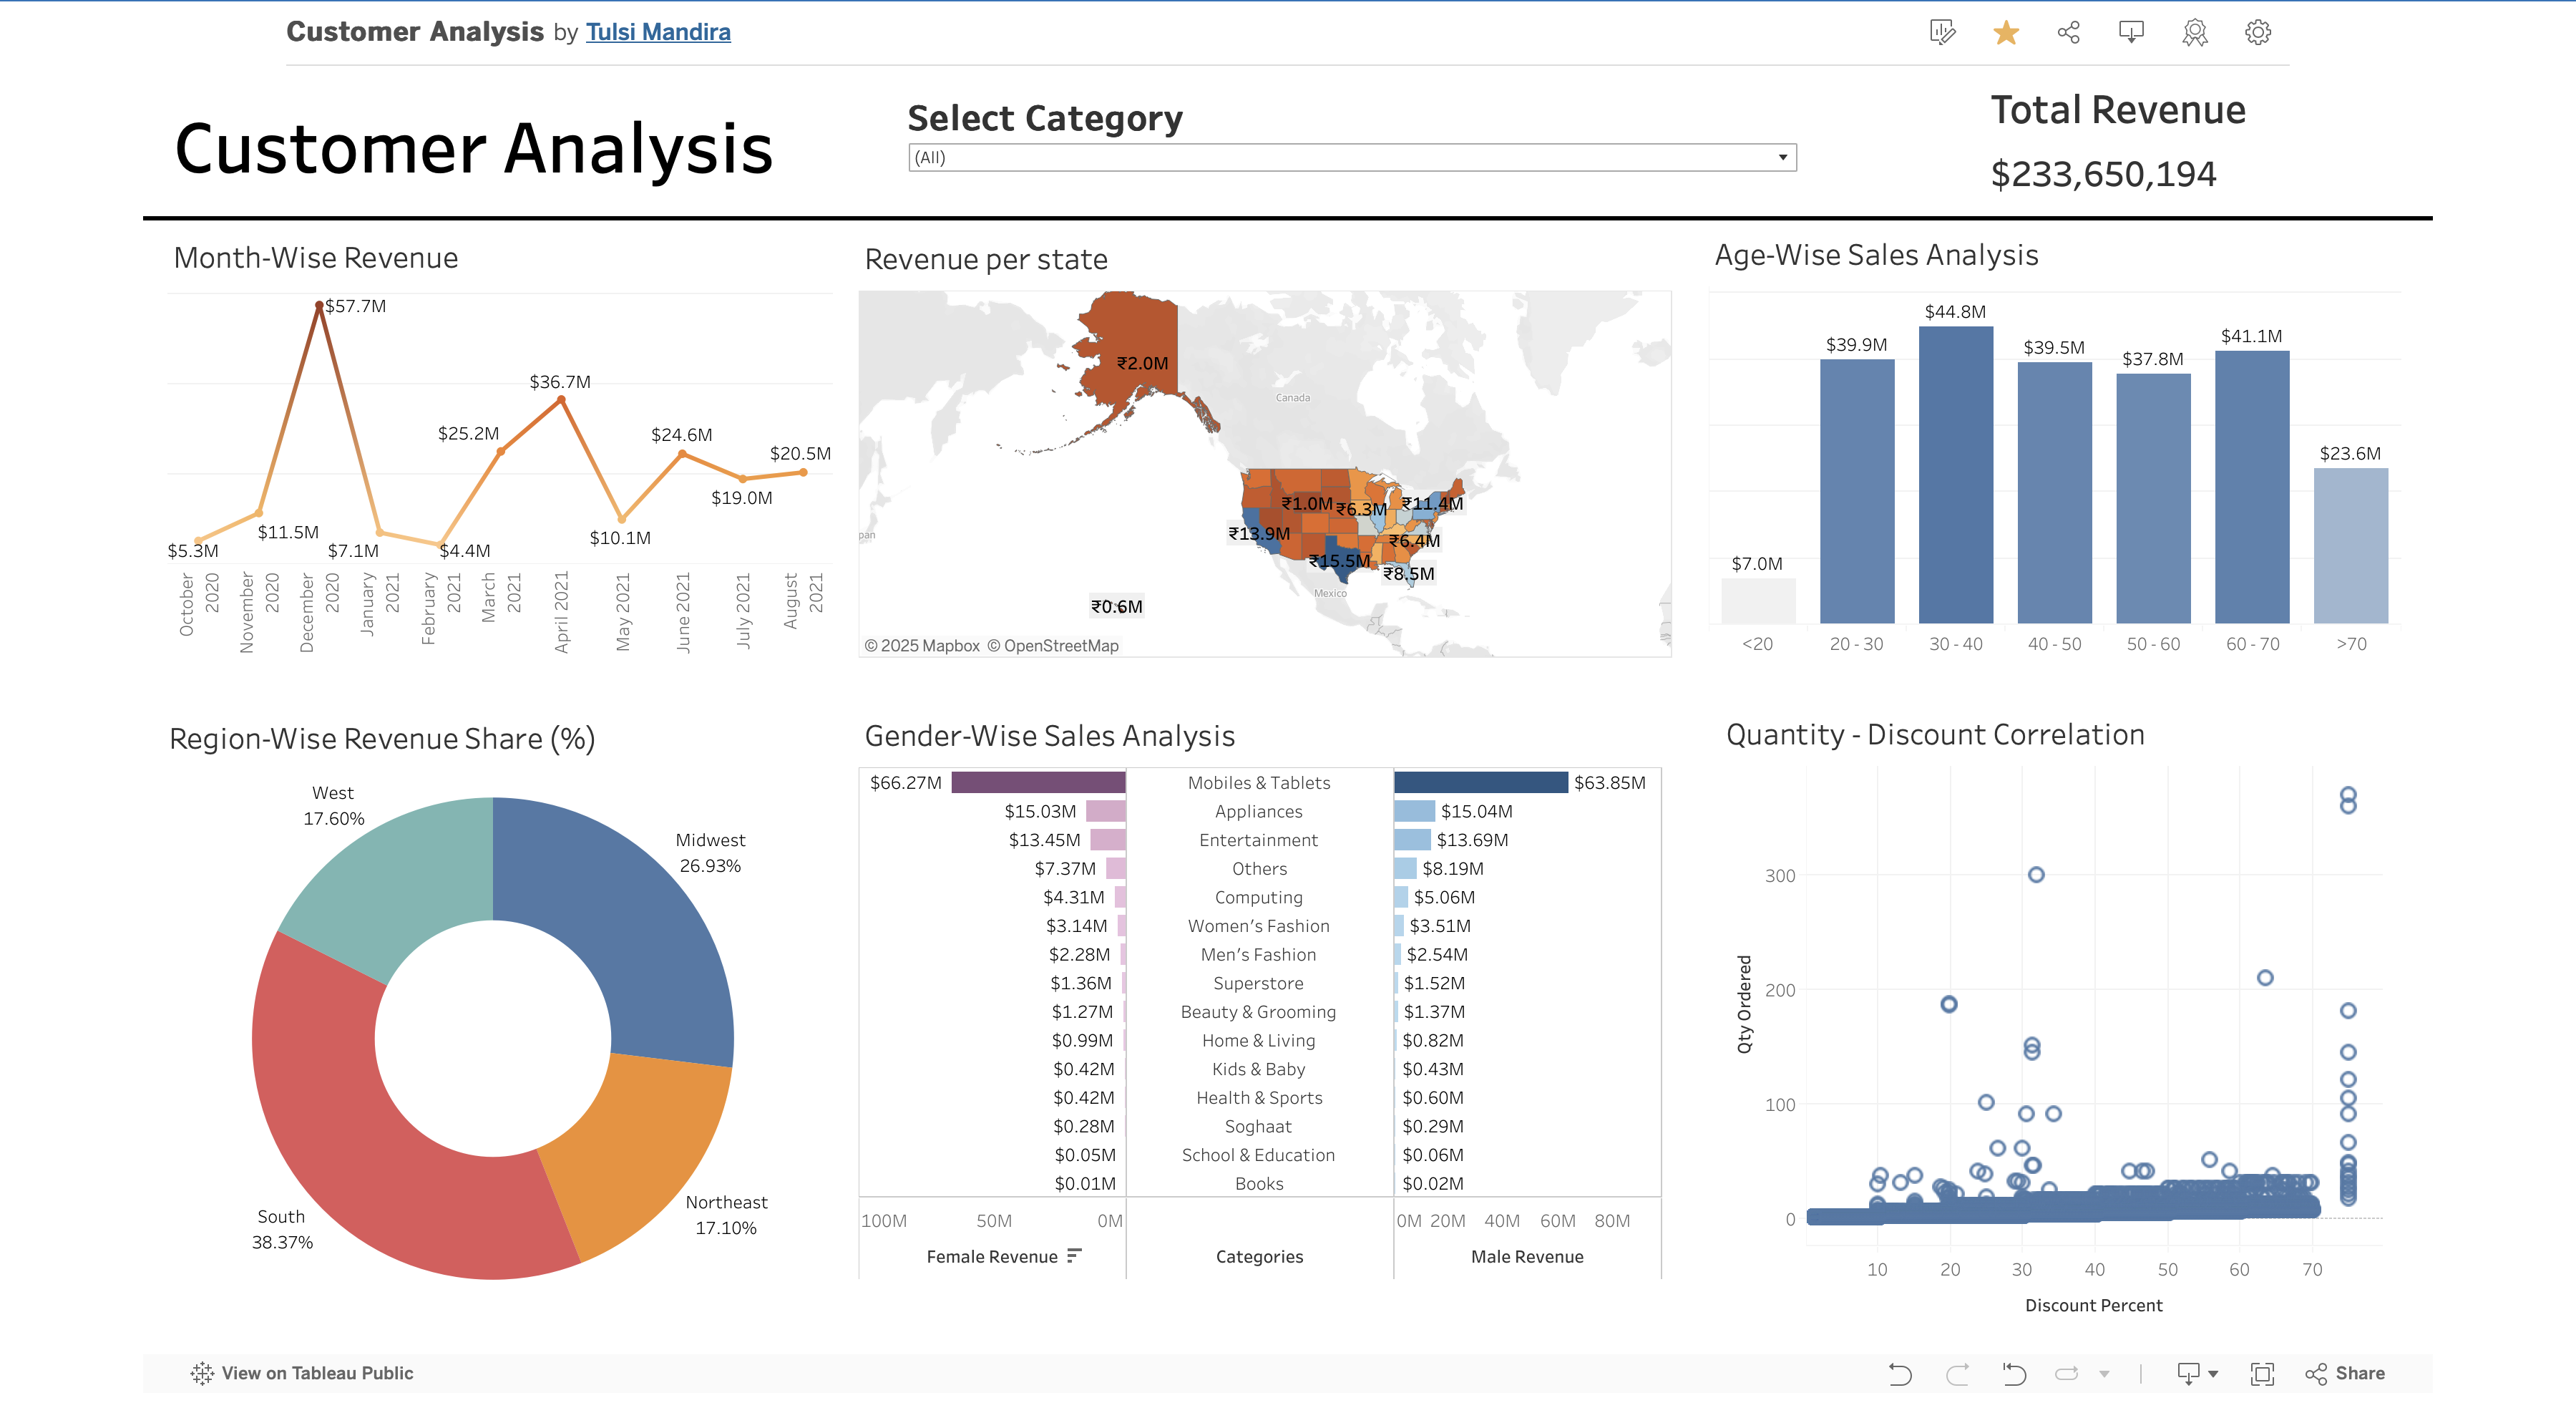 Customer Analysis by Tulsi Mandira
Customer Analysis
Select Category
(All)
Total Revenue
$233,650,194
Month-Wise Revenue
$57.7M
$36.7M
$25.2M
$24.6M
$20.5M
$19.0M
$11.5M
$10.1M
$5.3M
$7.1M
$4.4M
October 2020
November 2020
December 2020
January 2021
February 2021
March 2021
April 2021
May 2021
June 2021
July 2021
August 2021
Revenue per state
₹2.0M
Canada
₹1.0M
₹6.3M
₹11.4M
₹13.9M
pan
₹6.4M
₹15.5M
₹8.5M
Mexico
₹0.6M
© 2025 Mapbox © OpenStreetMap
Age-Wise Sales Analysis
$44.8M
$41.1M
$39.9M
$39.5M
$37.8M
$23.6M
$7.0M
<20
20 - 30
30 - 40
40 - 50
50 - 60
60 - 70
>70
Region-Wise Revenue Share (%)
West
17.60%
Midwest
26.93%
Northeast
17.10%
South
38.37%
Gender-Wise Sales Analysis
$66.27M Mobiles & Tablets $63.85M
$15.03M Appliances $15.04M
$13.45M Entertainment $13.69M
$7.37M Others $8.19M
$4.31M Computing $5.06M
$3.14M Women's Fashion $3.51M
$2.28M Men's Fashion $2.54M
$1.36M Superstore $1.52M
$1.27M Beauty & Grooming $1.37M
$0.99M Home & Living $0.82M
$0.42M Kids & Baby $0.43M
$0.42M Health & Sports $0.60M
$0.28M Soghaat $0.29M
$0.05M School & Education $0.06M
$0.01M Books $0.02M
100M 50M 0M 0M 20M 40M 60M 80M
Female Revenue Categories Male Revenue
Quantity - Discount Correlation
Qty Ordered
300
200
100
0
10 20 30 40 50 60 70
Discount Percent
View on Tableau Public
Share